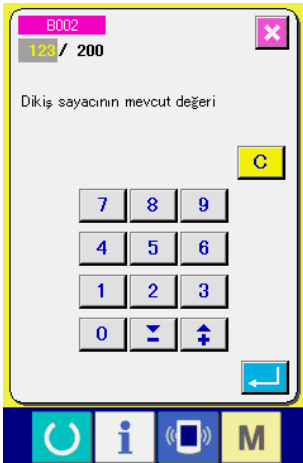 B002
123/ 200
Dikiş sayacının mevcut değeri
C
7 8 9
4 5 6
1 2 3
0
i M